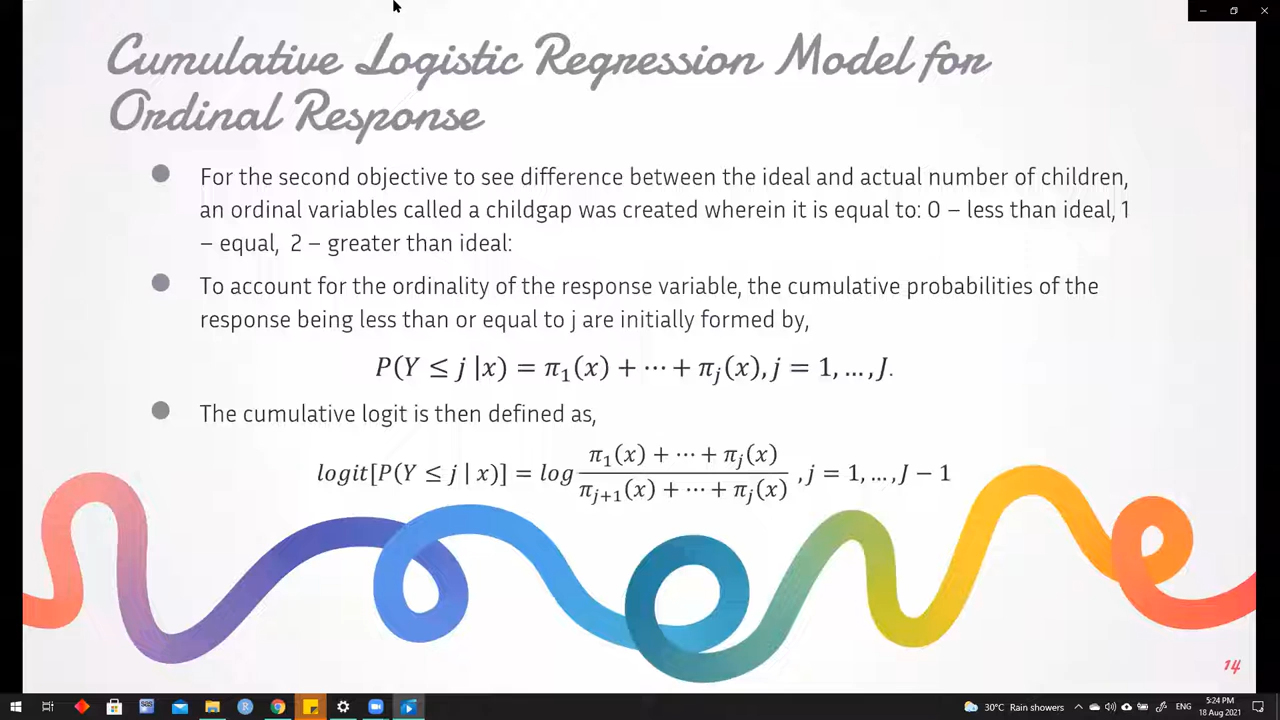 Cumulative Logistic Regression Model for
Ordinal Response
For the second objective to see difference between the ideal and actual number of children,
an ordinal variables called a childgap was created wherein it is equal to: 0 – less than ideal, 1
– equal, 2 – greater than ideal:
To account for the ordinality of the response variable, the cumulative probabilities of the
response being less than or equal to j are initially formed by,
P(Y ≤ j |x) = π₁(x) + ⋯ + πⱼ(x), j = 1, …, J.
The cumulative logit is then defined as,
logit[P(Y ≤ j | x)] = log (π₁(x) + ⋯ + πⱼ(x)) / (πⱼ₊₁(x) + ⋯ + πⱼ(x)) , j = 1, …, J − 1
14
30°C Rain showers
ENG
5:24 PM
18 Aug 2021